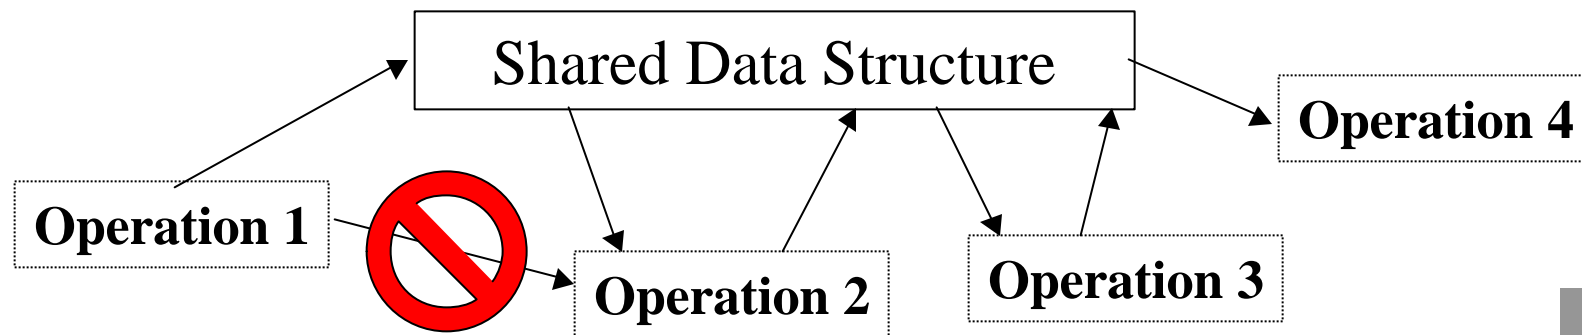 Shared Data Structure
Operation 4
Operation 1
Operation 2
Operation 3